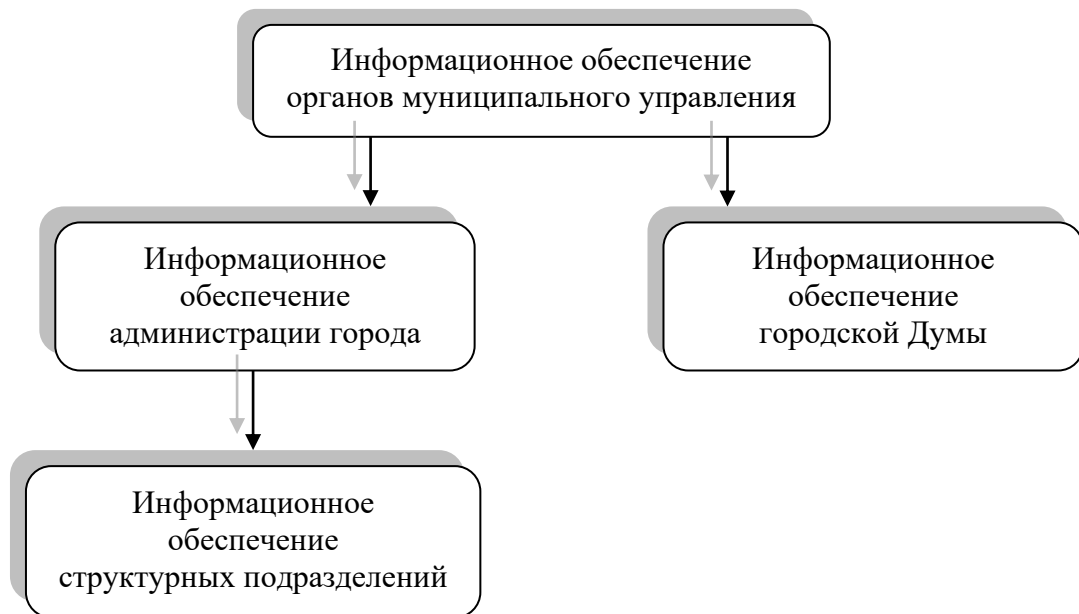 Информационное обеспечение
органов муниципального управления
Информационное
обеспечение
администрации города
Информационное
обеспечение
городской Думы
Информационное
обеспечение
структурных подразделений